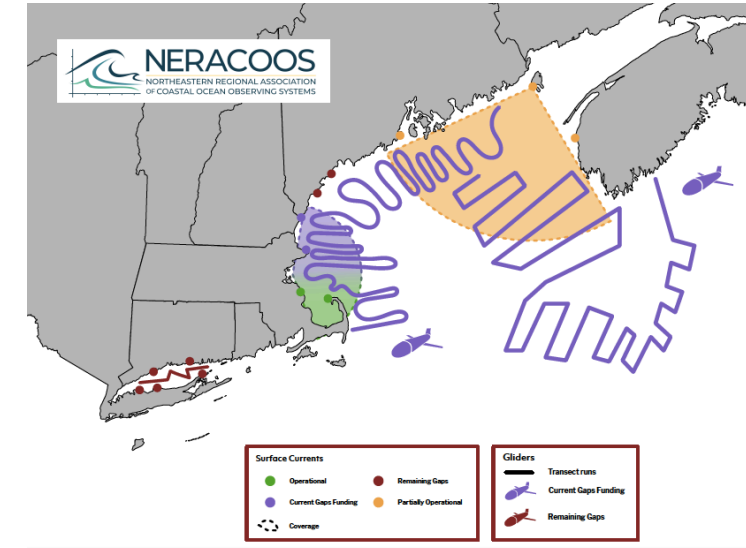 NERACOOS
NORTHEASTERN REGIONAL ASSOCIATION
OF COASTAL OCEAN OBSERVING SYSTEMS
Surface Currents
Operational
Remaining Gaps
Current Gaps Funding
Partially Operational
Coverage
Gliders
Transect runs
Current Gaps Funding
Remaining Gaps